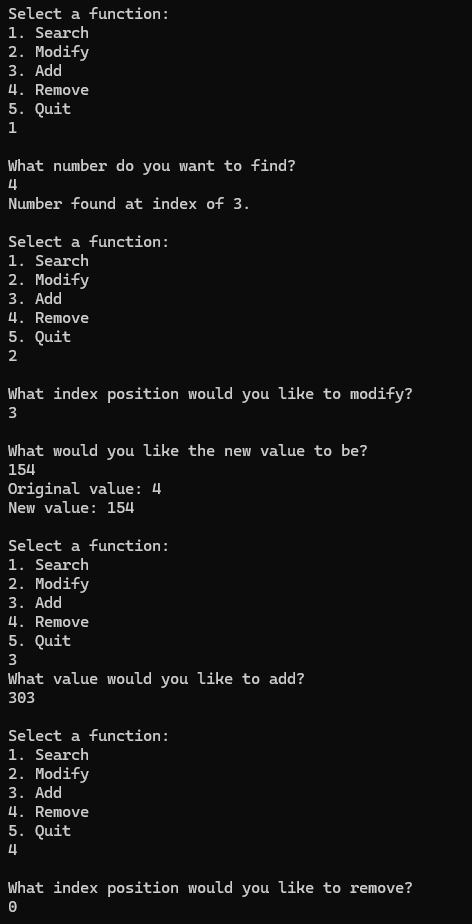 Select a function:
1. Search
2. Modify
3. Add
4. Remove
5. Quit
1
What number do you want to find?
4
Number found at index of 3.
Select a function:
1. Search
2. Modify
3. Add
4. Remove
5. Quit
2
What index position would you like to modify?
3
What would you like the new value to be?
154
Original value: 4
New value: 154
Select a function:
1. Search
2. Modify
3. Add
4. Remove
5. Quit
3
What value would you like to add?
303
Select a function:
1. Search
2. Modify
3. Add
4. Remove
5. Quit
4
What index position would you like to remove?
0